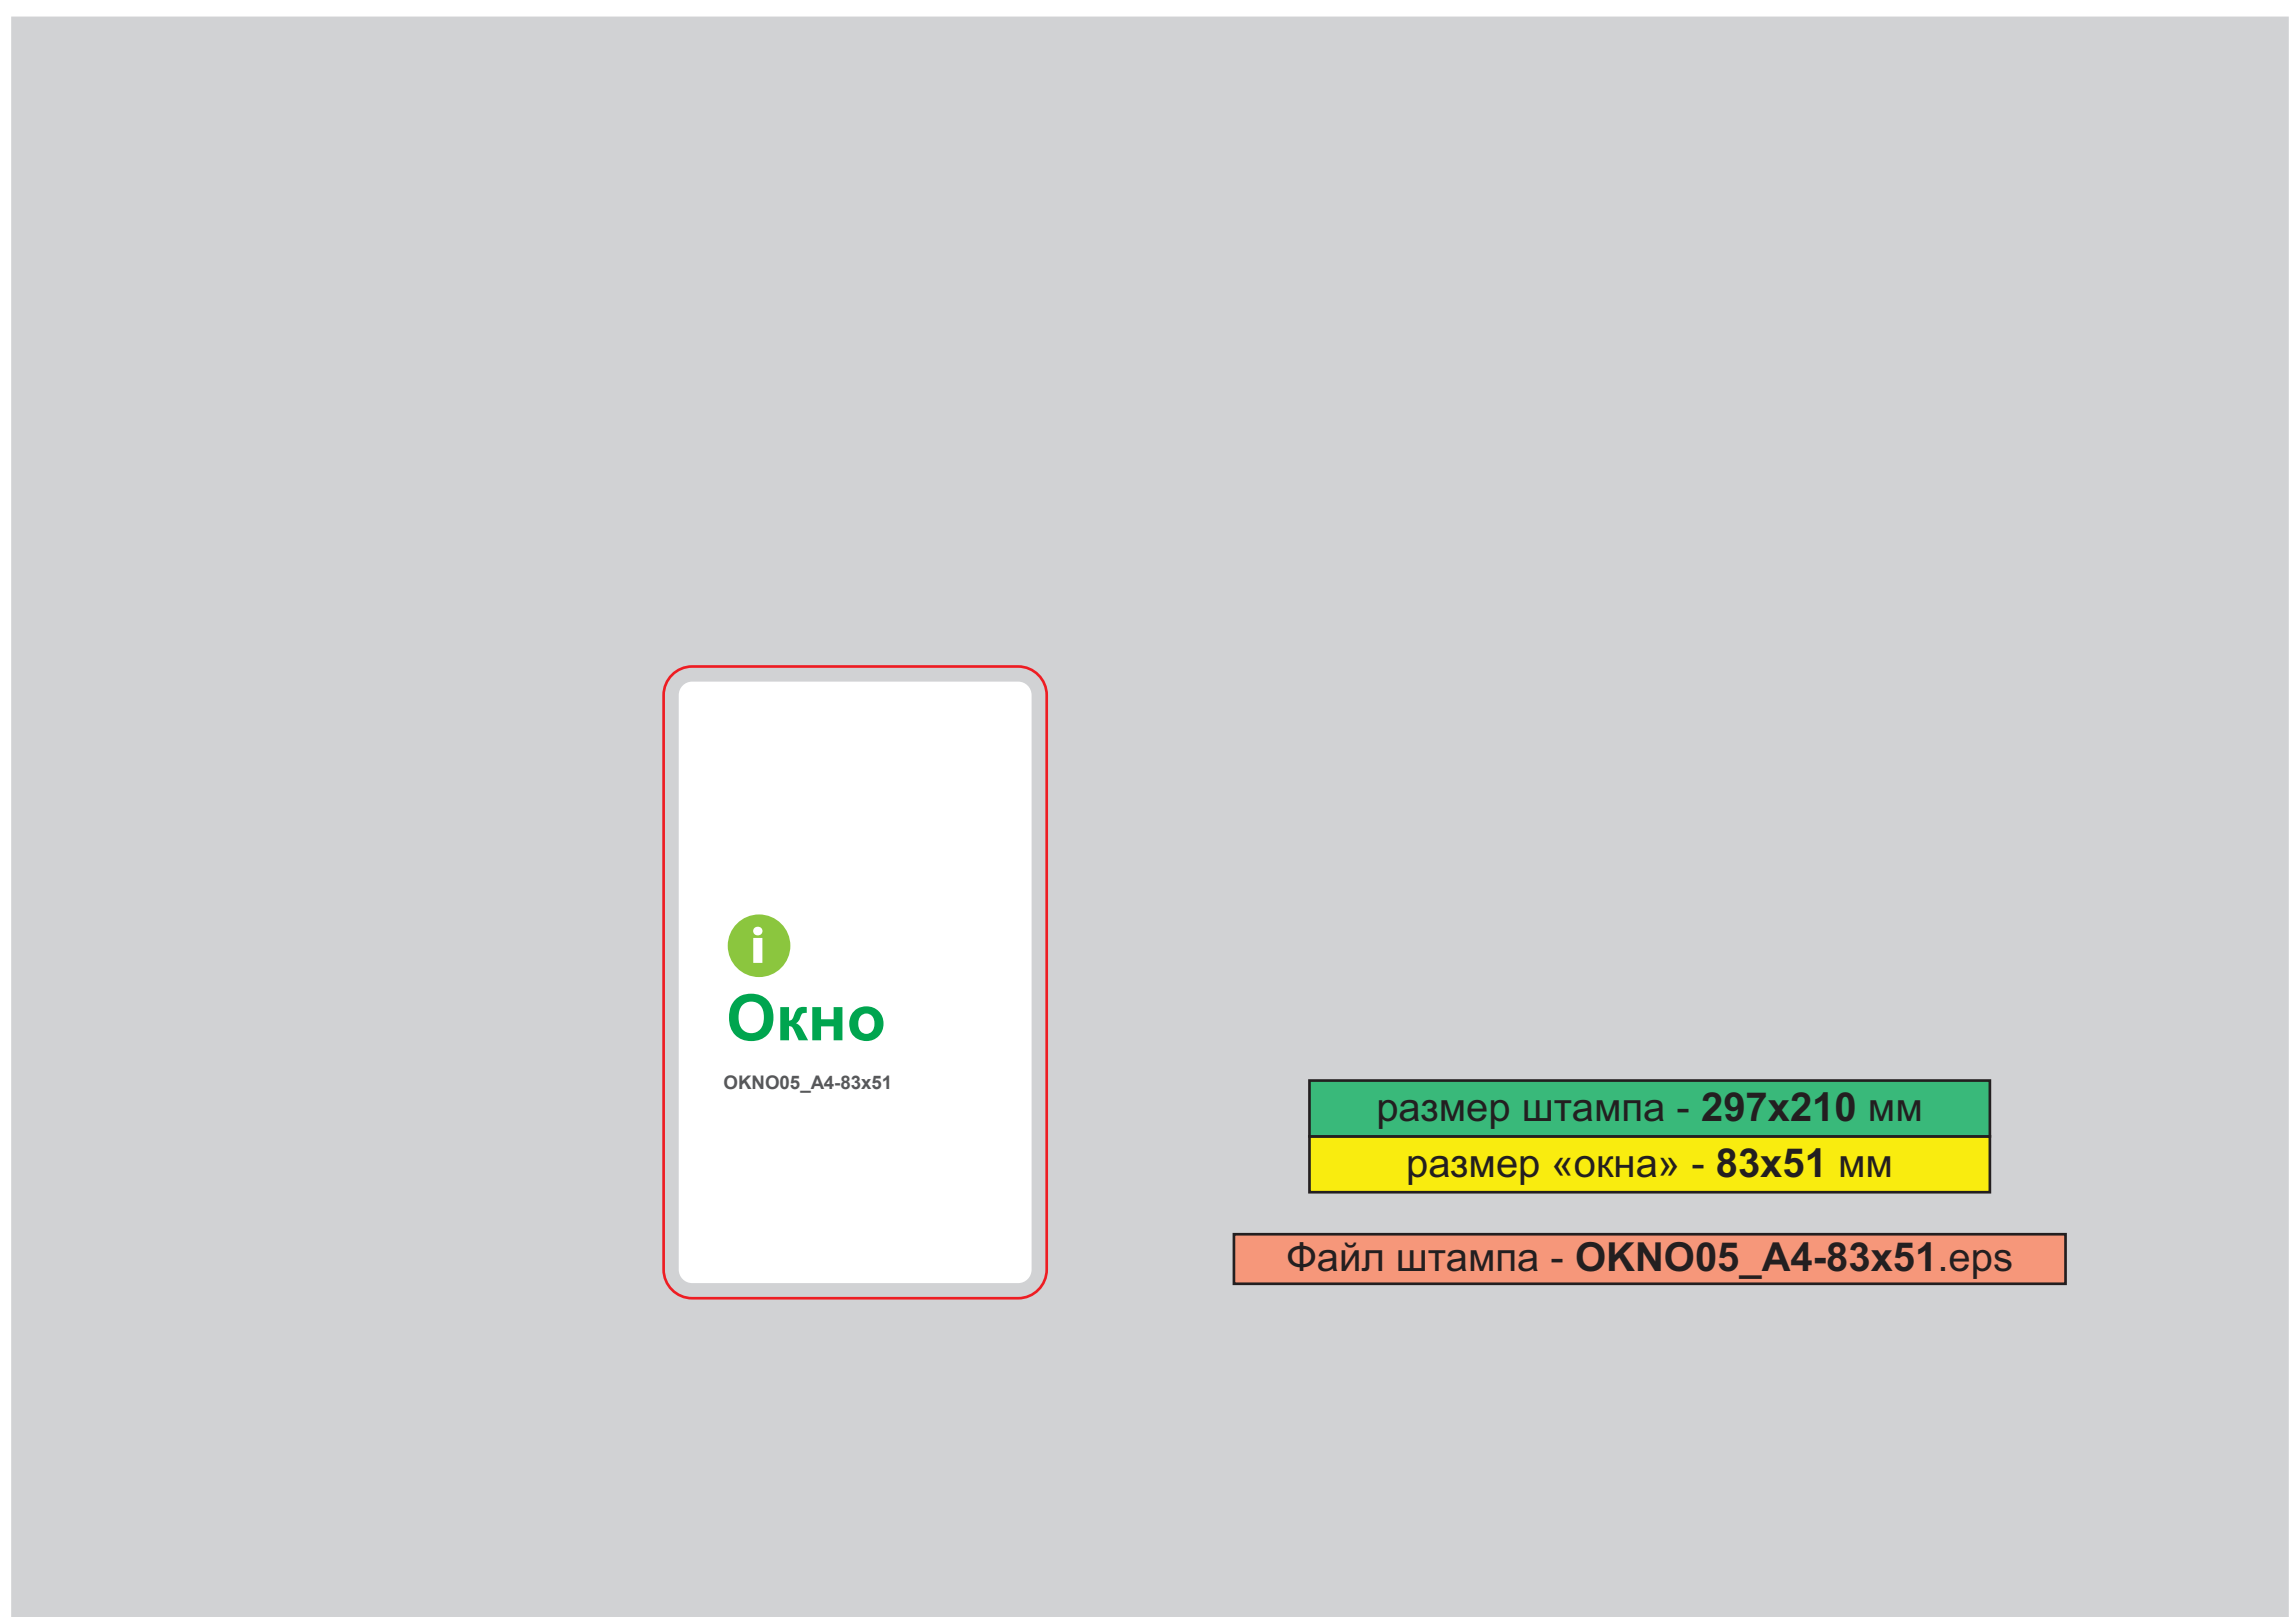 i
Окно
OKNO05_A4-83x51
размер штампа - 297x210 мм
размер «окна» - 83x51 мм
Файл штампа - OKNO05_A4-83x51.eps